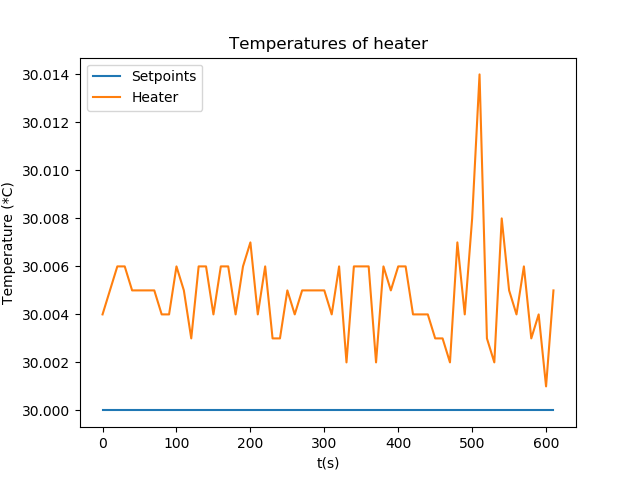 Temperatures of heater
Setpoints
Heater
Temperature (*C)
30.014
30.012
30.010
30.008
30.006
30.004
30.002
30.000
0 100 200 300 400 500 600
t(s)